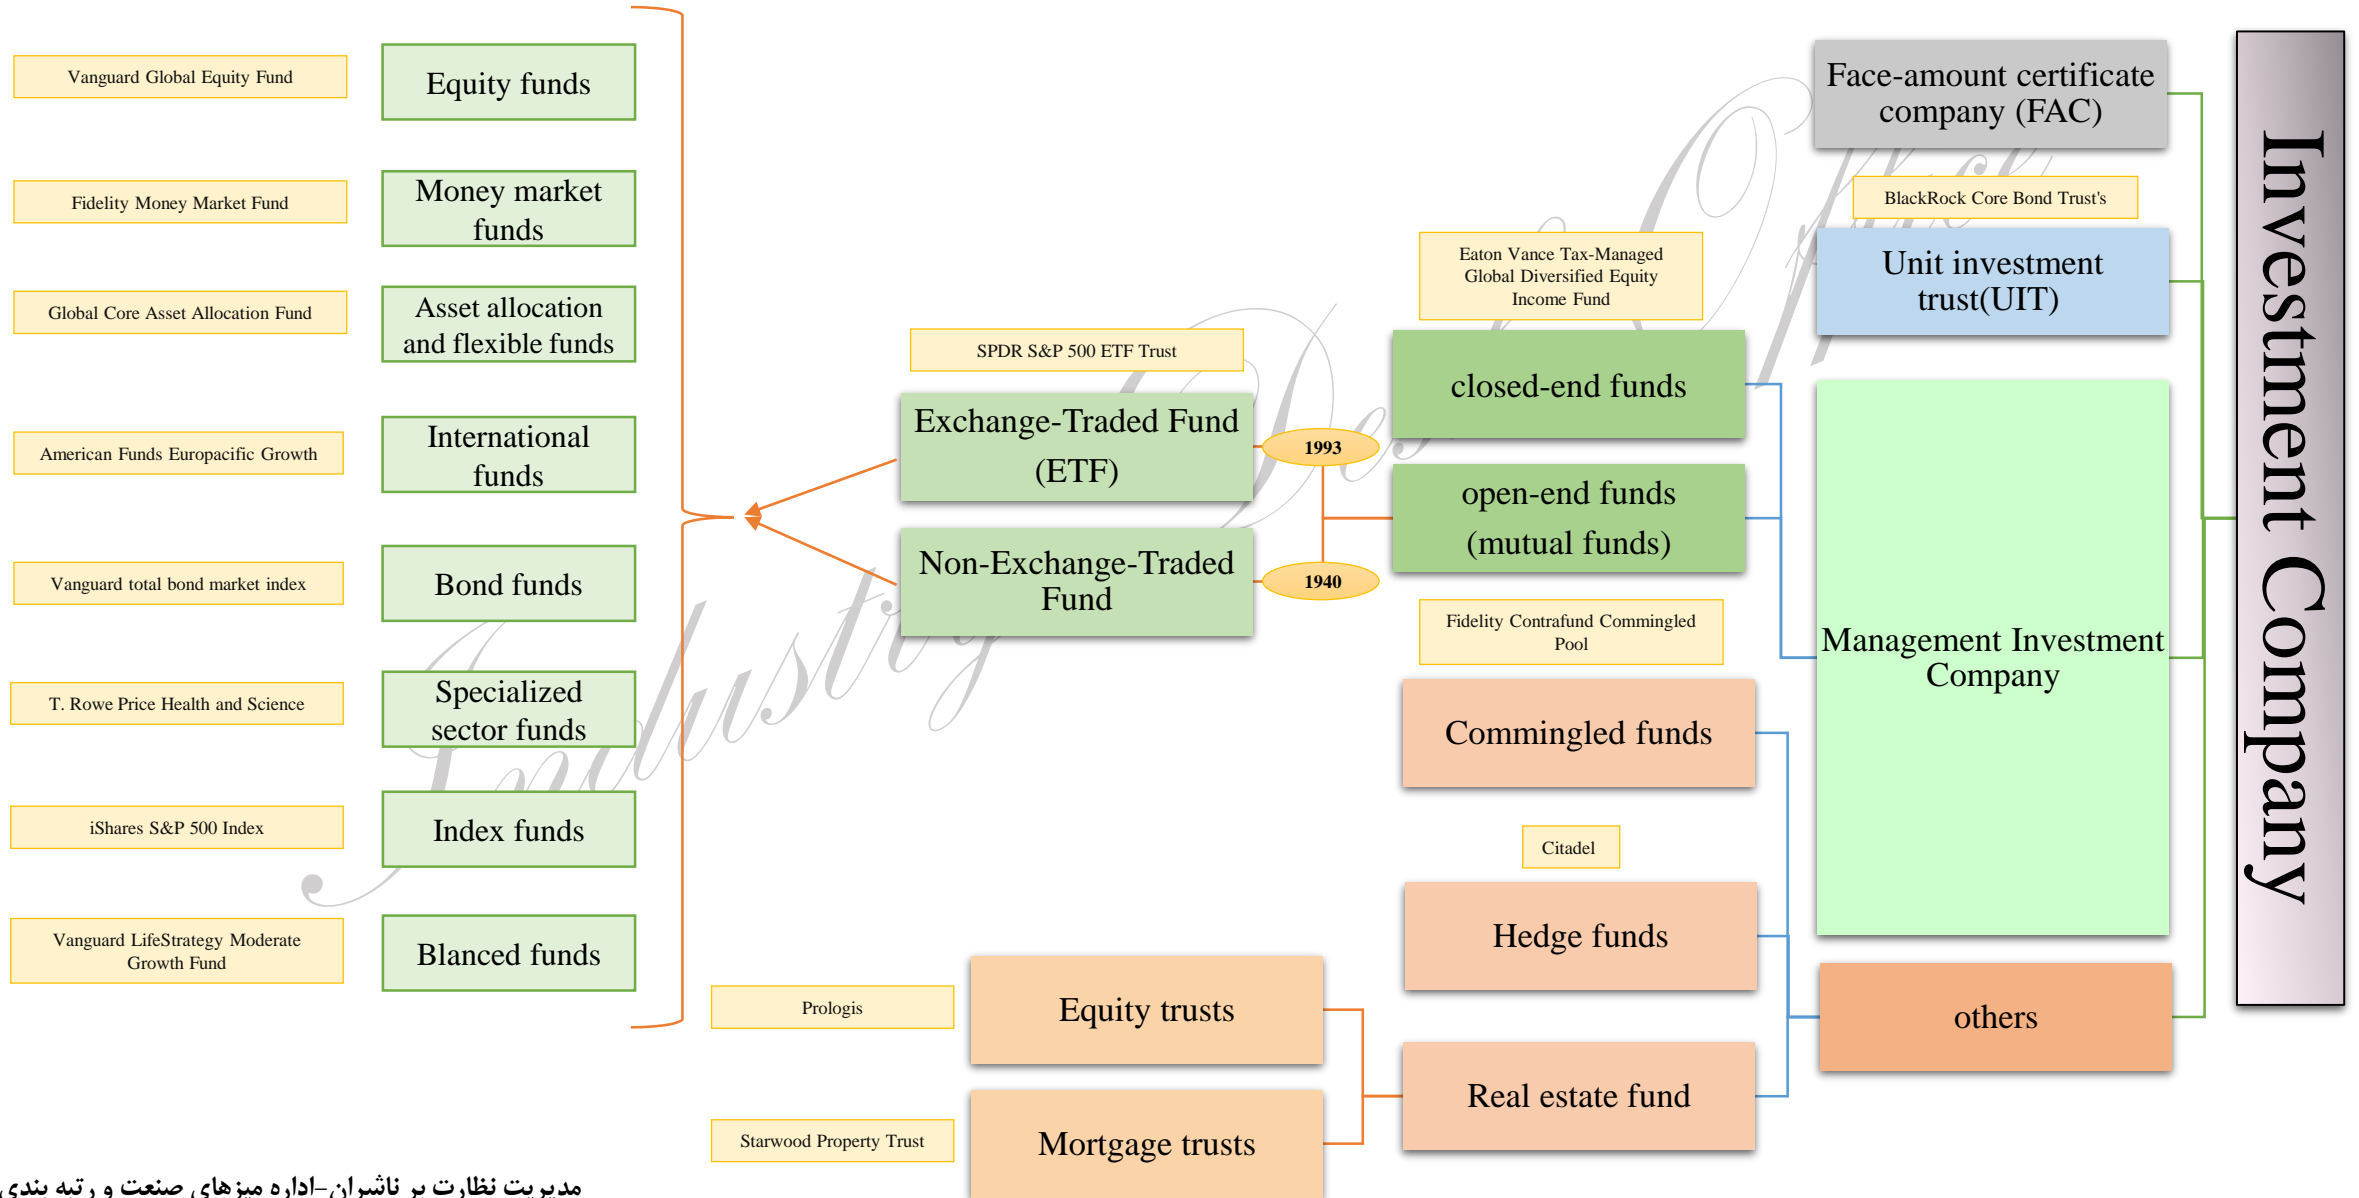 Vanguard Global Equity Fund
Equity funds
Fidelity Money Market Fund
Money market
funds
Global Core Asset Allocation Fund
Asset allocation
and flexible funds
American Funds Europacific Growth
International
funds
Vanguard total bond market index
Bond funds
T. Rowe Price Health and Science
Specialized
sector funds
iShares S&P 500 Index
Index funds
Vanguard LifeStrategy Moderate
Growth Fund
Blanced funds
SPDR S&P 500 ETF Trust
Exchange-Traded Fund
(ETF)
1993
Non-Exchange-Traded
Fund
1940
Eaton Vance Tax-Managed
Global Diversified Equity
Income Fund
closed-end funds
open-end funds
(mutual funds)
Fidelity Contrafund Commingled
Pool
Commingled funds
Citadel
Hedge funds
Prologis
Equity trusts
Real estate fund
Starwood Property Trust
Mortgage trusts
Face-amount certificate
company (FAC)
BlackRock Core Bond Trust's
Unit investment
trust(UIT)
Management Investment
Company
others
Investment Company
Industry Desk Office
مدیریت نظارت بر ناشران-اداره میزهای صنعت و رتبه بندی